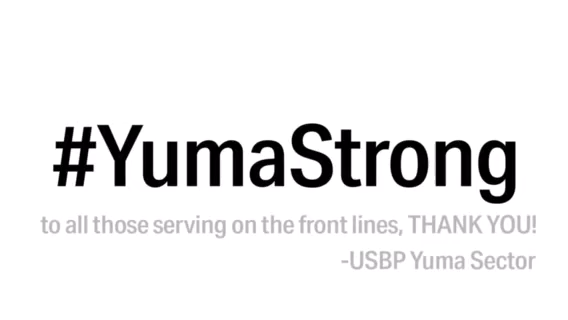 #YumaStrong
to all those serving on the front lines, THANK YOU!
-USBP Yuma Sector